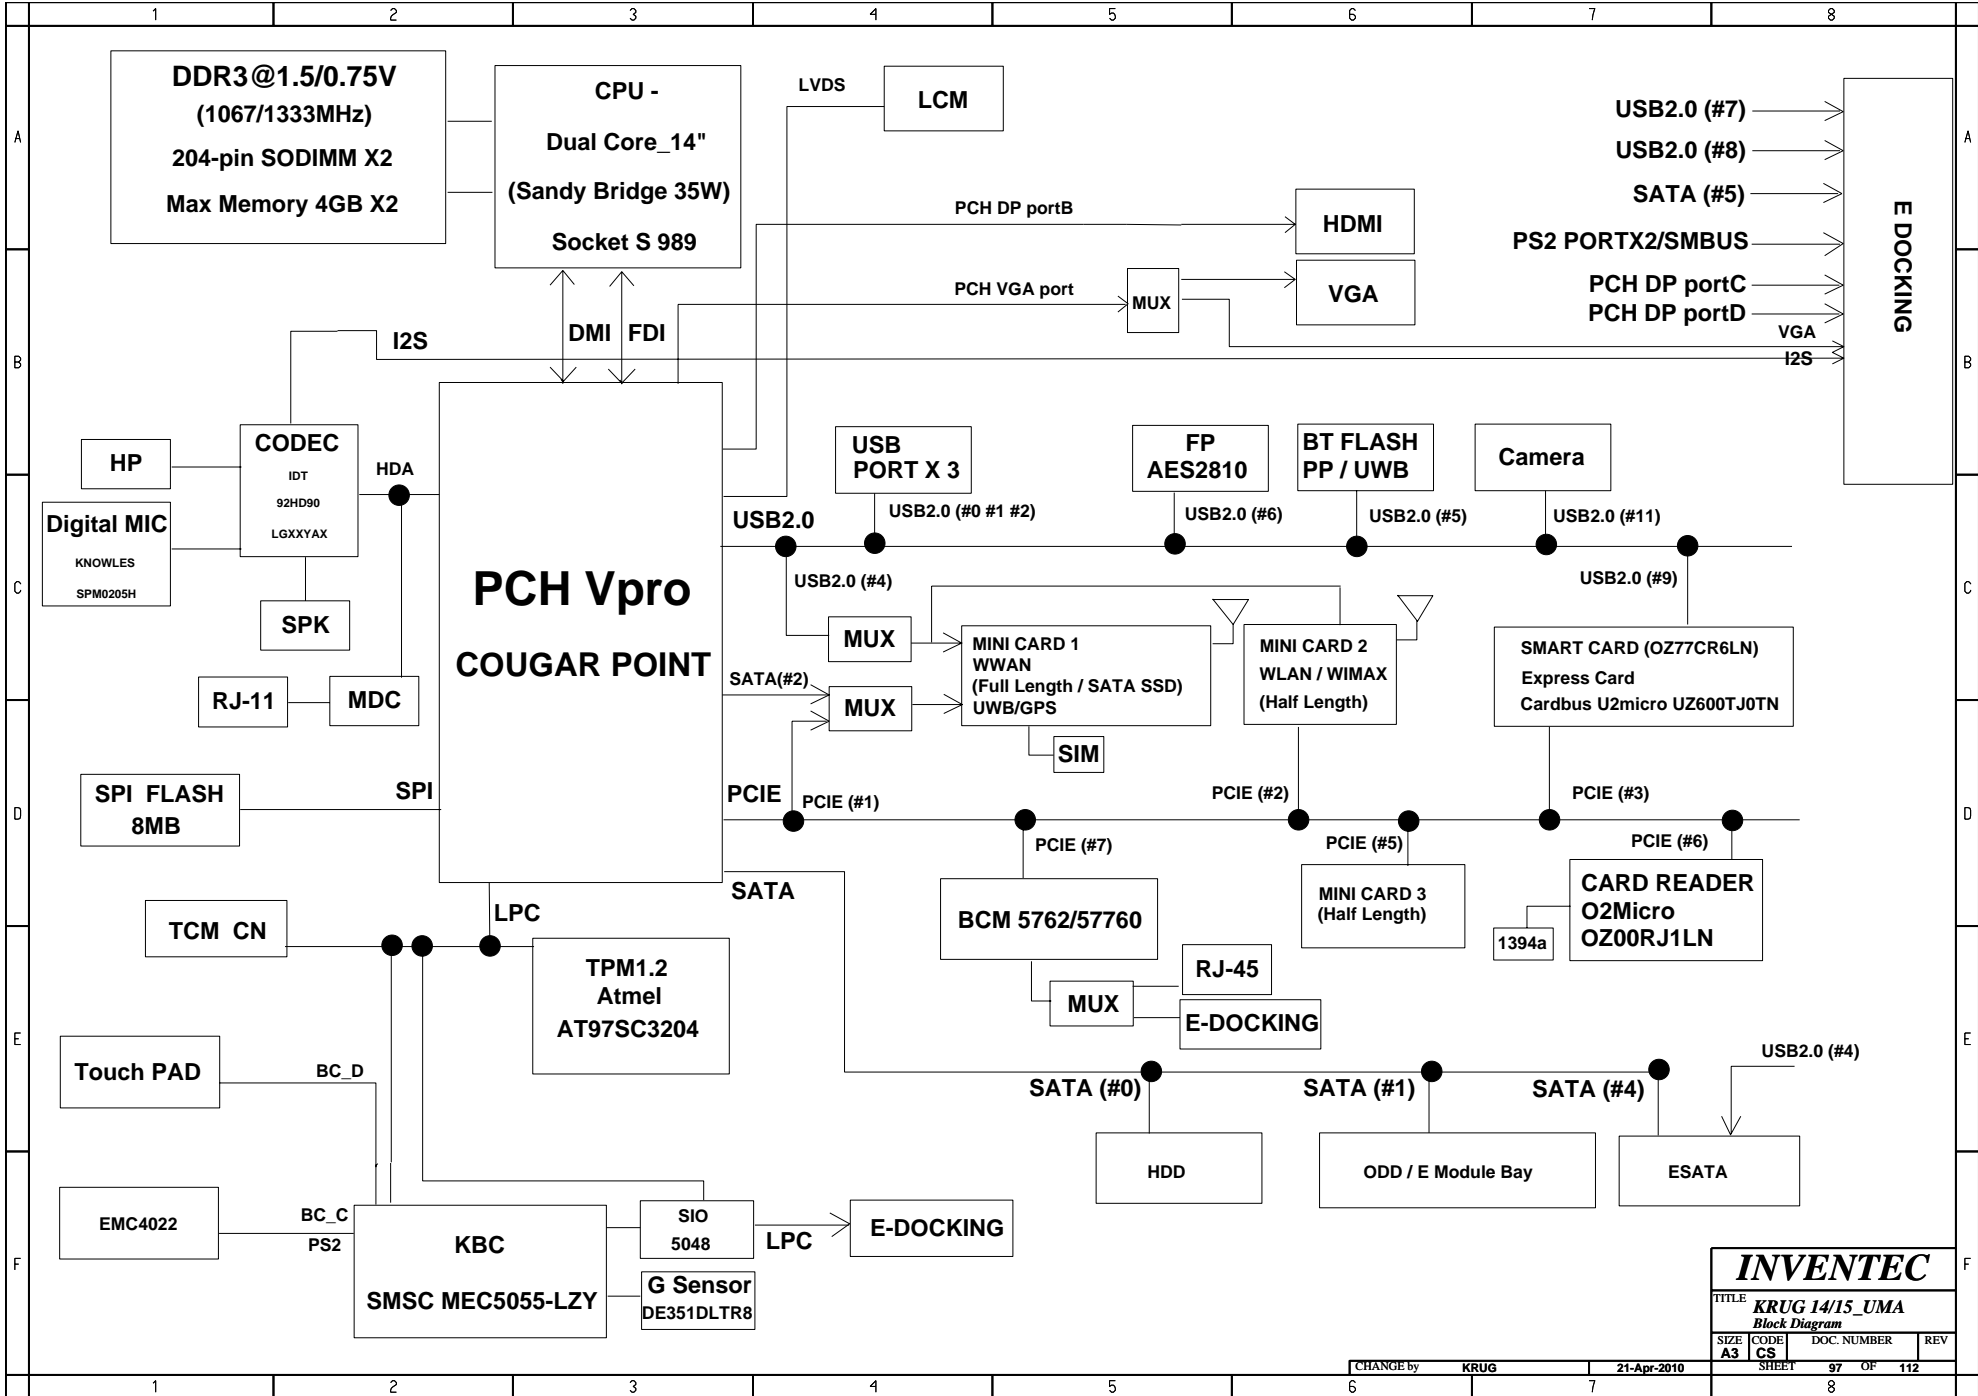 1 2 3 4 5 6 7 8
A
B
C
D
E
F
DDR3@1.5/0.75V
(1067/1333MHz)
204-pin SODIMM X2
Max Memory 4GB X2
CPU -
Dual Core_14"
(Sandy Bridge 35W)
Socket S 989
LVDS
LCM
USB2.0 (#7)
USB2.0 (#8)
SATA (#5)
PS2 PORTX2/SMBUS
PCH DP portC
PCH DP portD
VGA
I2S
E DOCKING
PCH DP portB
HDMI
PCH VGA port
MUX
VGA
DMI
FDI
I2S
HP
CODEC
IDT
92HD90
LGXXYAX
HDA
Digital MIC
KNOWLES
SPM0205H
SPK
RJ-11
MDC
PCH Vpro
COUGAR POINT
USB
PORT X 3
FP
AES2810
BT FLASH
PP / UWB
Camera
USB2.0
USB2.0 (#0 #1 #2)
USB2.0 (#6)
USB2.0 (#5)
USB2.0 (#11)
USB2.0 (#4)
USB2.0 (#9)
MUX
MINI CARD 1
WWAN
(Full Length / SATA SSD)
UWB/GPS
MINI CARD 2
WLAN / WIMAX
(Half Length)
SMART CARD (OZ77CR6LN)
Express Card
Cardbus U2micro UZ600TJ0TN
SATA(#2)
MUX
SIM
SPI FLASH
8MB
SPI
PCIE
PCIE (#1)
PCIE (#2)
PCIE (#3)
PCIE (#7)
PCIE (#5)
PCIE (#6)
BCM 5762/57760
MINI CARD 3
(Half Length)
CARD READER
O2Micro
OZ00RJ1LN
1394a
SATA
LPC
TCM CN
TPM1.2
Atmel
AT97SC3204
RJ-45
MUX
E-DOCKING
Touch PAD
BC_D
SATA (#0)
SATA (#1)
SATA (#4)
USB2.0 (#4)
HDD
ODD / E Module Bay
ESATA
EMC4022
BC_C
PS2
KBC
SMSC MEC5055-LZY
SIO
5048
LPC
E-DOCKING
G Sensor
DE351DLTR8
INVENTEC
TITLE
KRUG 14/15_UMA
Block Diagram
SIZE CODE DOC. NUMBER REV
A3 CS
CHANGE by KRUG 21-Apr-2010 SHEET 97 OF 112
A
B
C
D
E
F
1 2 3 4 5 6 7 8